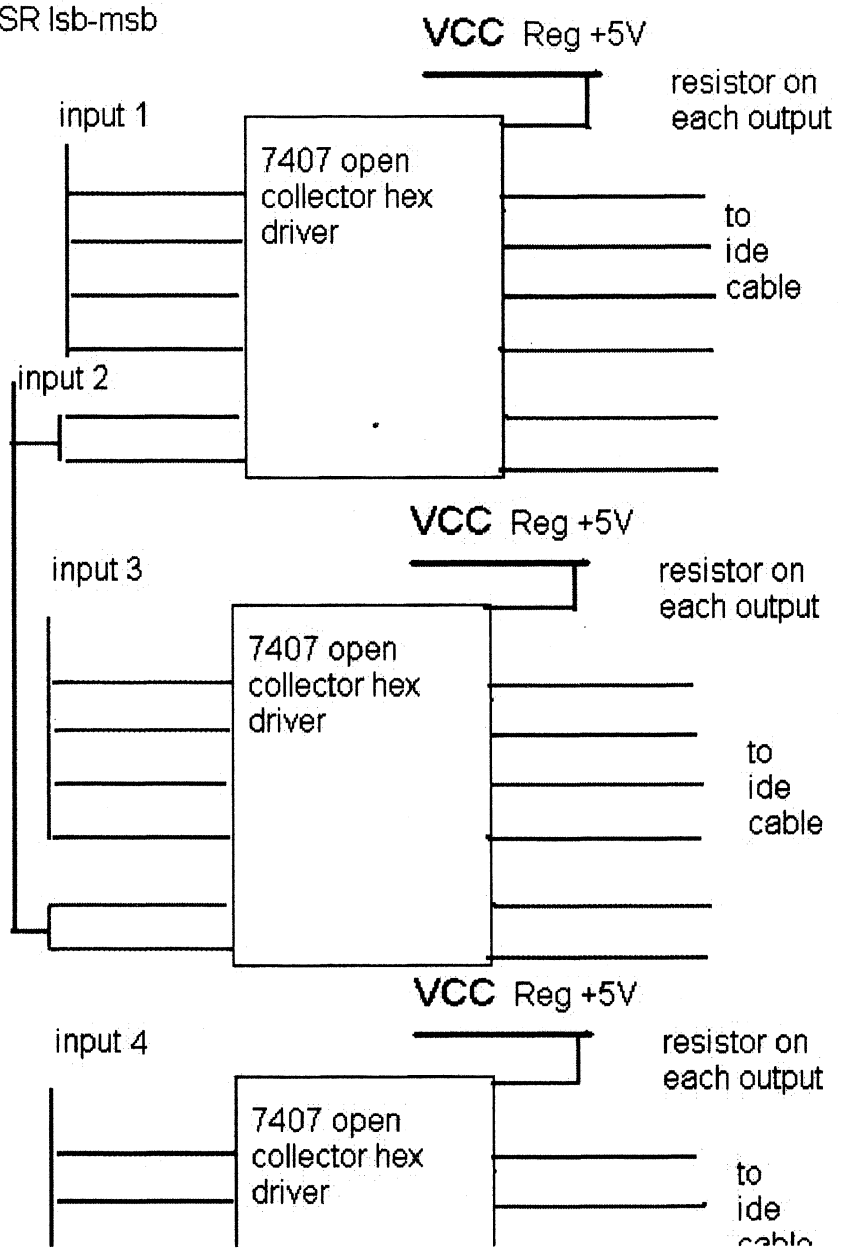 SR lsb-msb
VCC Reg +5V
resistor on
each output
input 1
7407 open
collector hex
driver
to
ide
cable
input 2
VCC Reg +5V
input 3
resistor on
each output
7407 open
collector hex
driver
to
ide
cable
VCC Reg +5V
input 4
resistor on
each output
7407 open
collector hex
driver
to
ide
cable